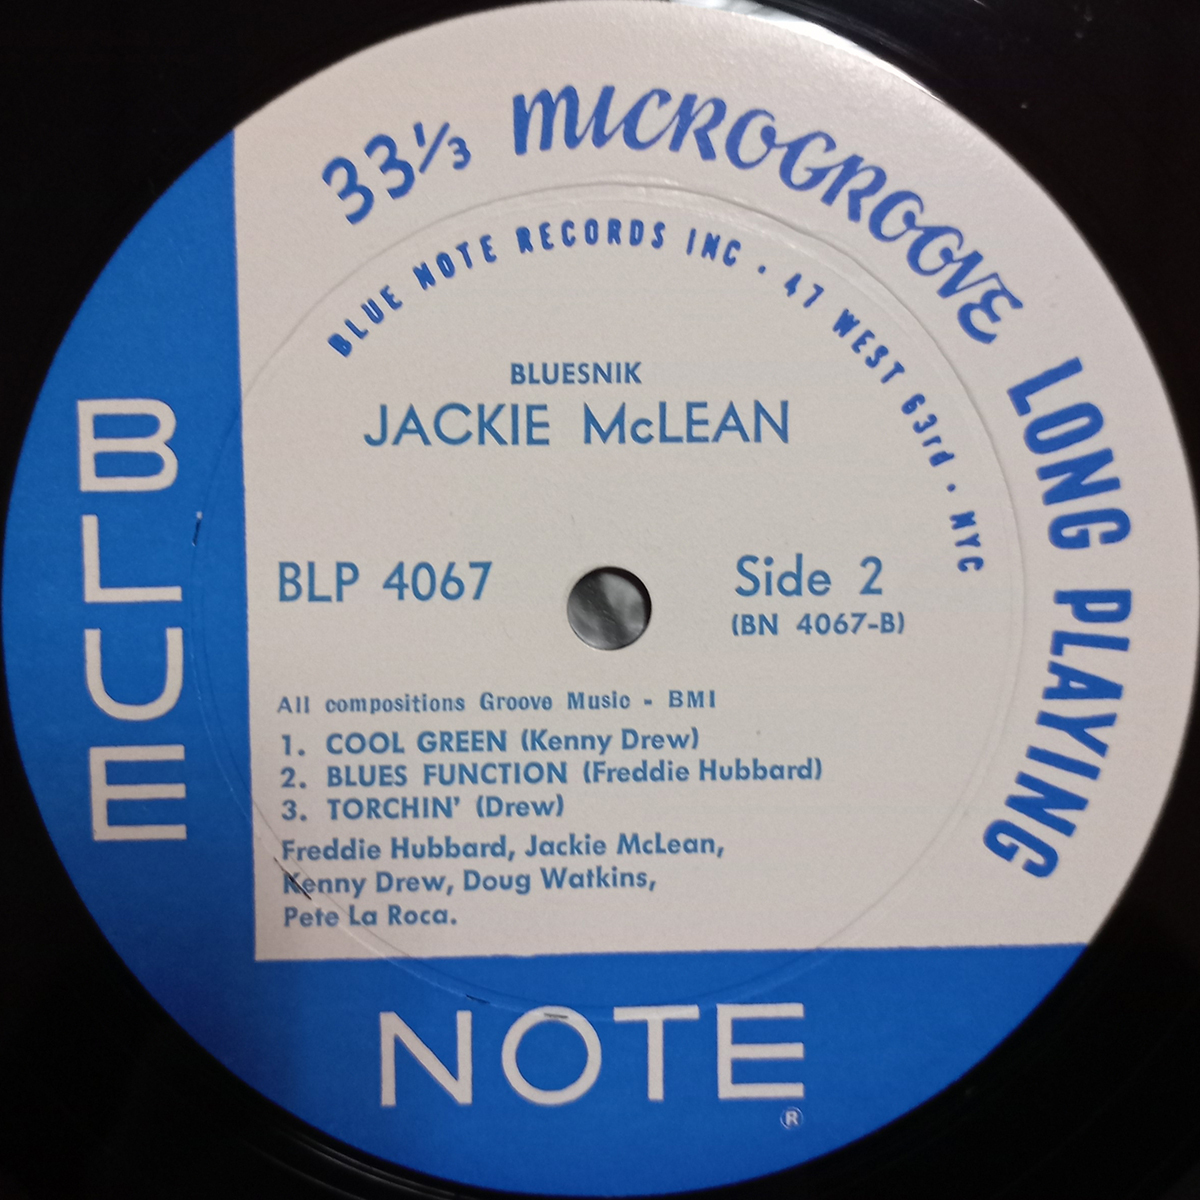 33⅓ MICROGROOVE LONG PLAYING
BLUE NOTE RECORDS INC · 47 WEST 63rd · NYC
BLUESNIK
JACKIE McLEAN
BLP 4067
Side 2
(BN 4067-B)
All compositions Groove Music - BMI
1. COOL GREEN (Kenny Drew)
2. BLUES FUNCTION (Freddie Hubbard)
3. TORCHIN' (Drew)
Freddie Hubbard, Jackie McLean,
Kenny Drew, Doug Watkins,
Pete La Roca.
BLUE
NOTE
®